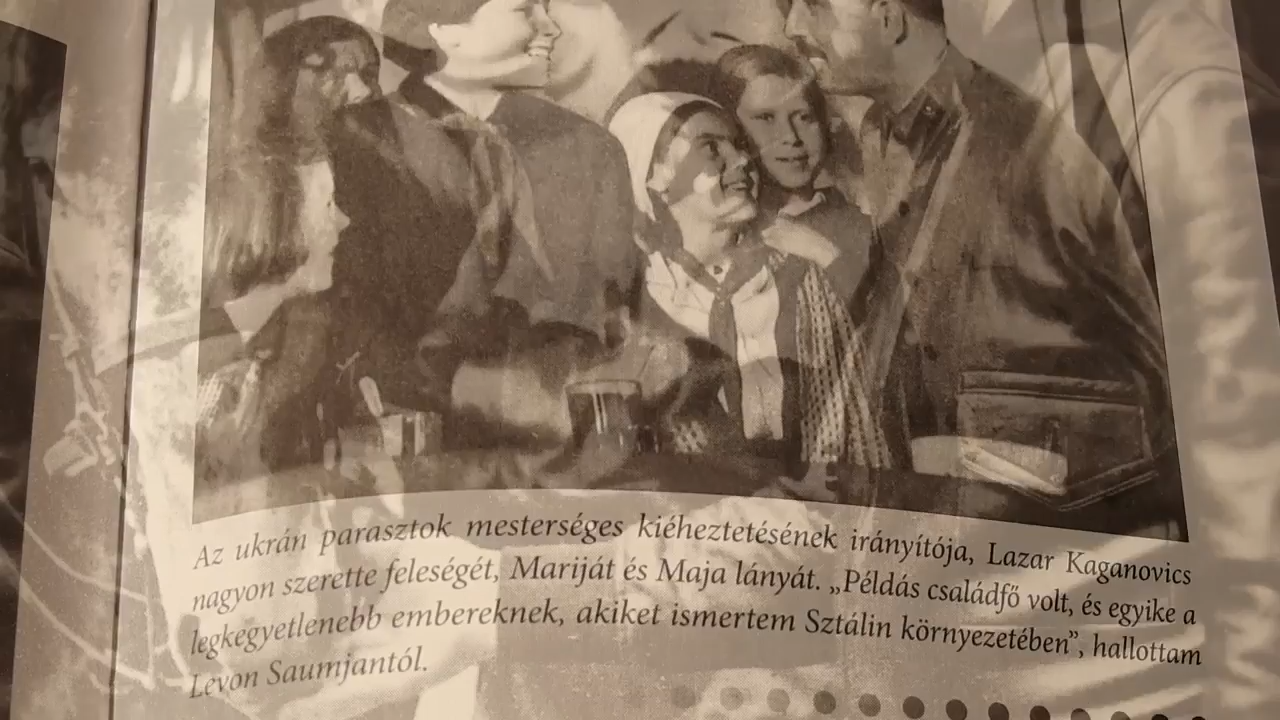 Az ukrán parasztok mesterséges kiéheztetésének irányítója, Lazar Kaganovics
nagyon szerette feleségét, Mariját és Maja lányát. „Példás családfő volt, és egyike a
legkegyetlenebb embereknek, akiket ismertem Sztálin környezetében”, hallottam
Levon Saumjantól.